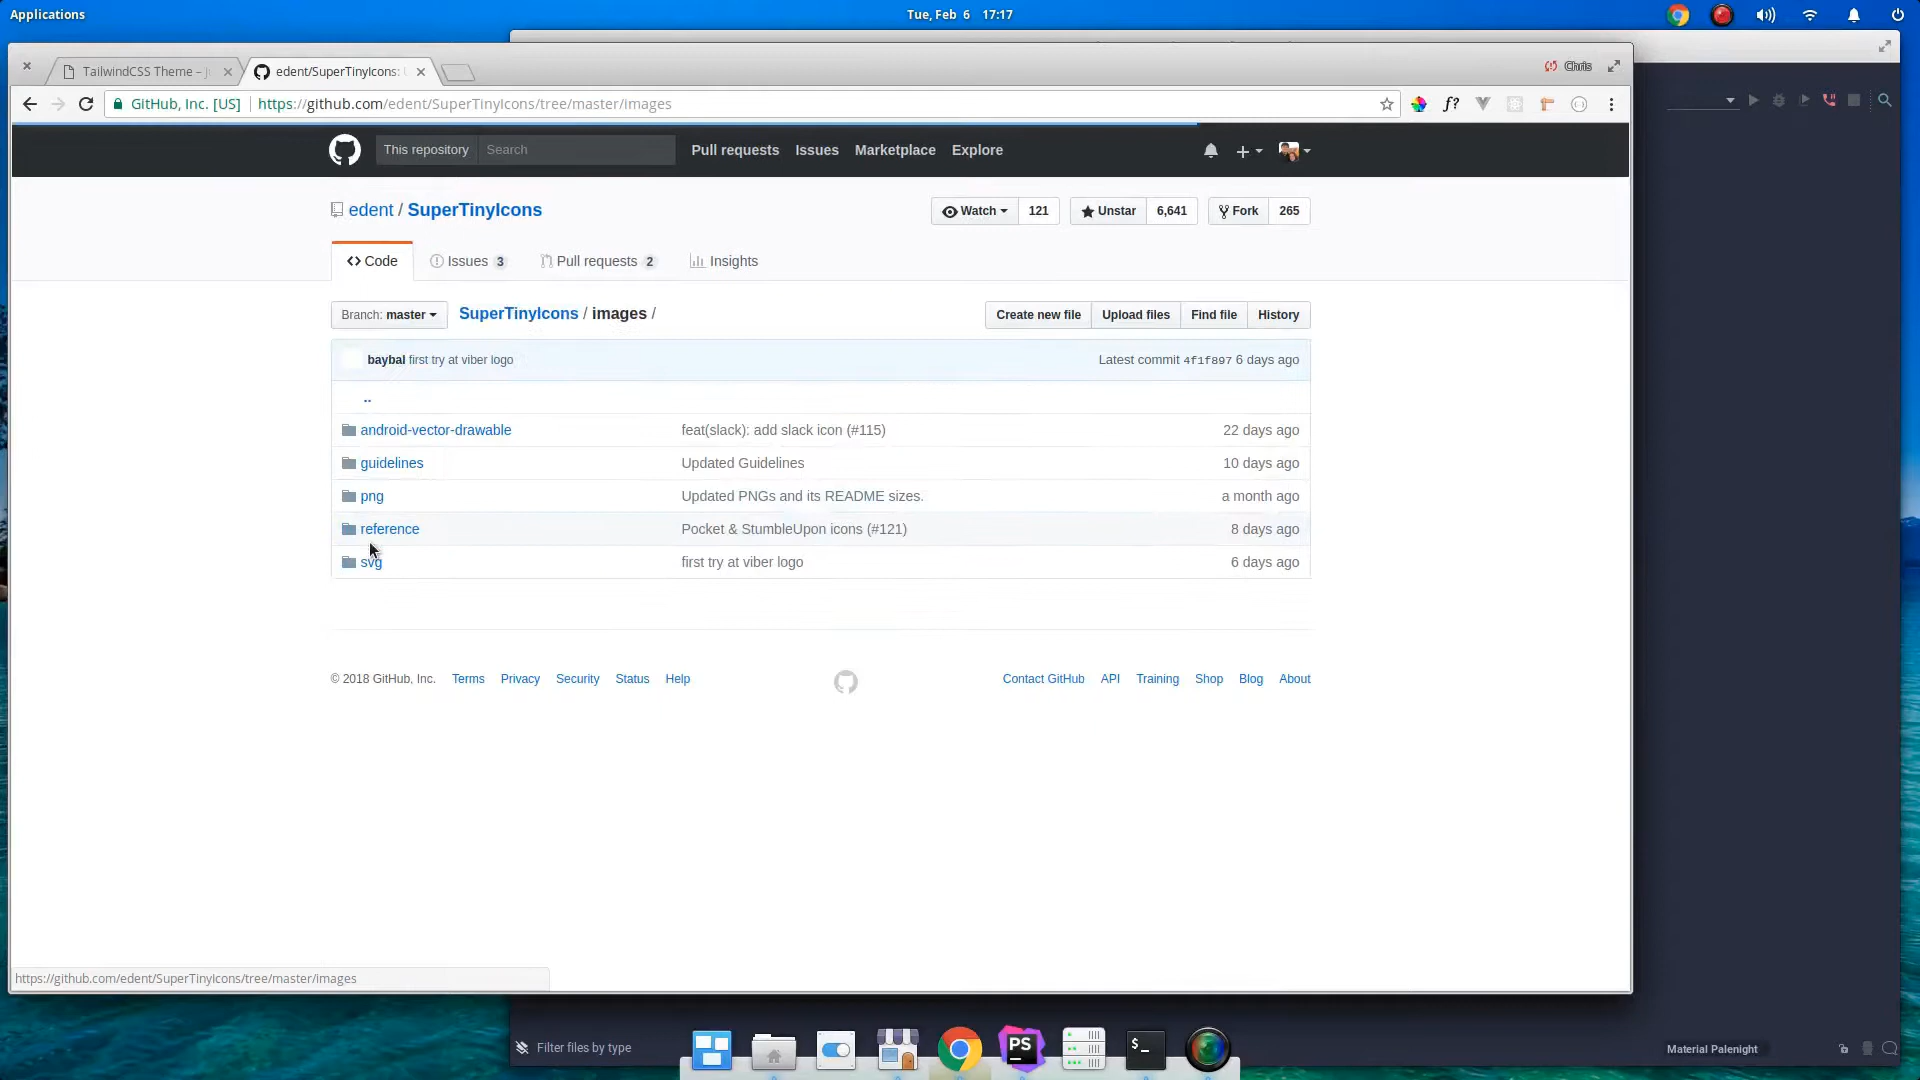 Applications
Tue, Feb 6 17:17
TailwindCSS Theme –
edent/SuperTinyIcons:
Chris
GitHub, Inc. [US]
https://github.com/edent/SuperTinyIcons/tree/master/images
f?
This repository
Search
Pull requests
Issues
Marketplace
Explore
edent / SuperTinyIcons
Watch
121
Unstar
6,641
Fork
265
Code
Issues 3
Pull requests 2
Insights
Branch: master
SuperTinyIcons / images /
Create new file
Upload files
Find file
History
baybal first try at viber logo
Latest commit 4f1f897 6 days ago
..
android-vector-drawable
feat(slack): add slack icon (#115)
22 days ago
guidelines
Updated Guidelines
10 days ago
png
Updated PNGs and its README sizes.
a month ago
reference
Pocket & StumbleUpon icons (#121)
8 days ago
svg
first try at viber logo
6 days ago
© 2018 GitHub, Inc.
Terms
Privacy
Security
Status
Help
Contact GitHub
API
Training
Shop
Blog
About
https://github.com/edent/SuperTinyIcons/tree/master/images
Filter files by type
PS
$_
Material Palenight